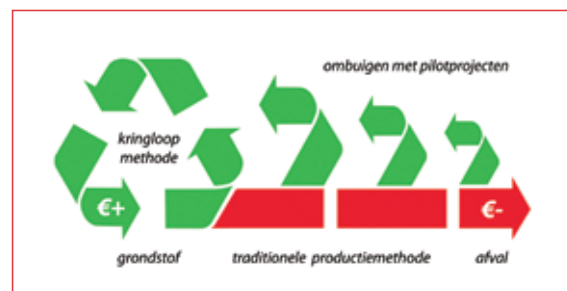 ombuigen met pilotprojecten
kringloop
methode
€+
€-
grondstof
traditionele productiemethode
afval